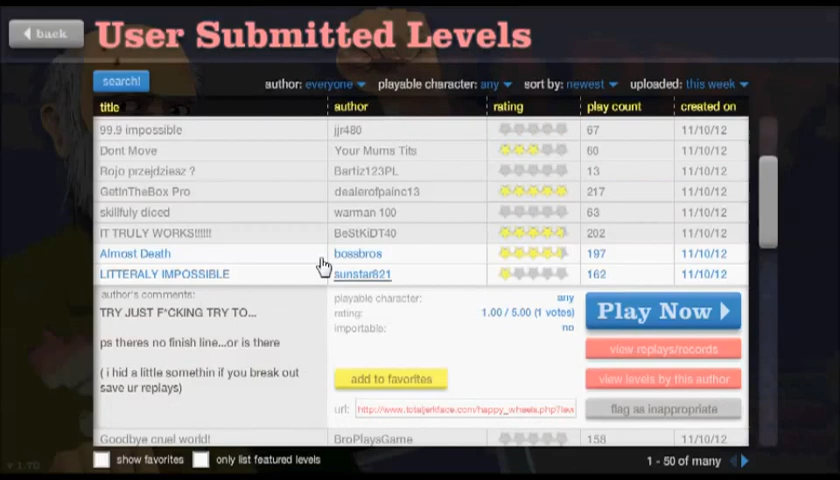 back
User Submitted Levels
search!
author: everyone playable character: any sort by: newest uploaded: this week
title author rating play count created on
99.9 impossible jjr480 67 11/10/12
Dont Move Your Mums Tits 60 11/10/12
Rojo przejdziesz ? Bartiz123PL 13 11/10/12
GetInTheBox Pro dealerofpainc13 217 11/10/12
skillfuly diced warman 100 63 11/10/12
IT TRULY WORKS!!!!!! BeStKiDT40 202 11/10/12
Almost Death bossbros 197 11/10/12
LITTERALY IMPOSSIBLE sunstar821 162 11/10/12
author's comments:
TRY JUST F*CKING TRY TO...
ps theres no finish line...or is there
( i hid a little somethin if you break out
save ur replays)
playable character: any
rating: 1.00 / 5.00 (1 votes)
importable: no
add to favorites
url: http://www.totaljerkface.com/happy_wheels.php?lev
Play Now
view replays/records
view levels by this author
flag as inappropriate
Goodbye cruel world! BroPlaysGame 158 11/10/12
show favorites only list featured levels 1 - 50 of many
v 1.70